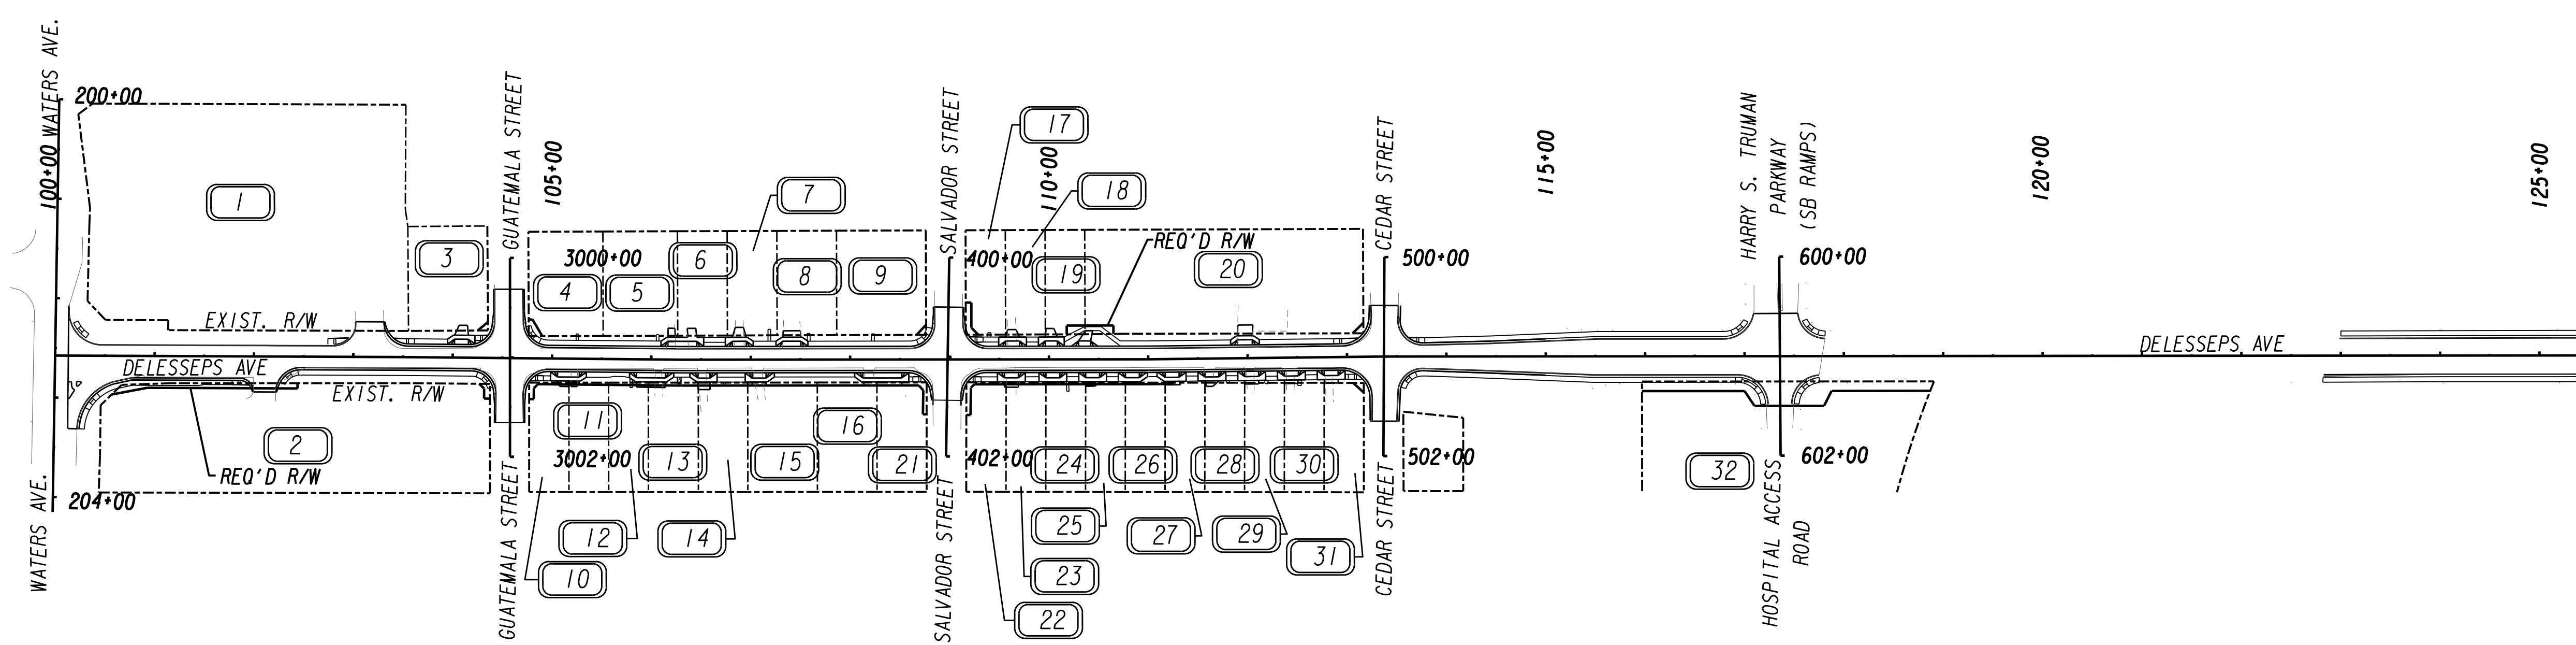 WATERS AVE.
200+00
100+00
1
EXIST. R/W
3
GUATEMALA STREET
105+00
3000+00
4
5
6
7
8
9
SALVADOR STREET
17
110+00
18
400+00
19
REQ'D R/W
20
CEDAR STREET
500+00
115+00
HARRY S. TRUMAN
PARKWAY
(SB RAMPS)
600+00
120+00
125+00
DELESSEPS AVE
DELESSEPS AVE
EXIST. R/W
2
REQ'D R/W
204+00
WATERS AVE.
GUATEMALA STREET
11
3002+00
13
15
16
21
12
14
10
SALVADOR STREET
402+00
24
26
28
30
25
27
29
31
23
22
CEDAR STREET
502+00
32
602+00
HOSPITAL ACCESS
ROAD